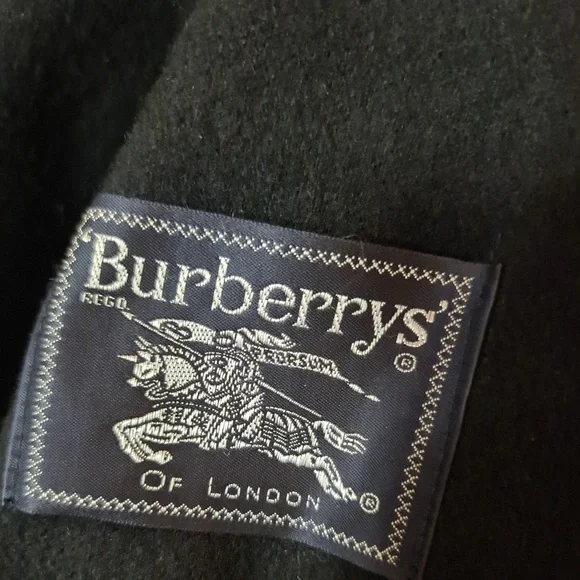 'Burberrys'
REGD.
®
PRORSUM
OF LONDON ®